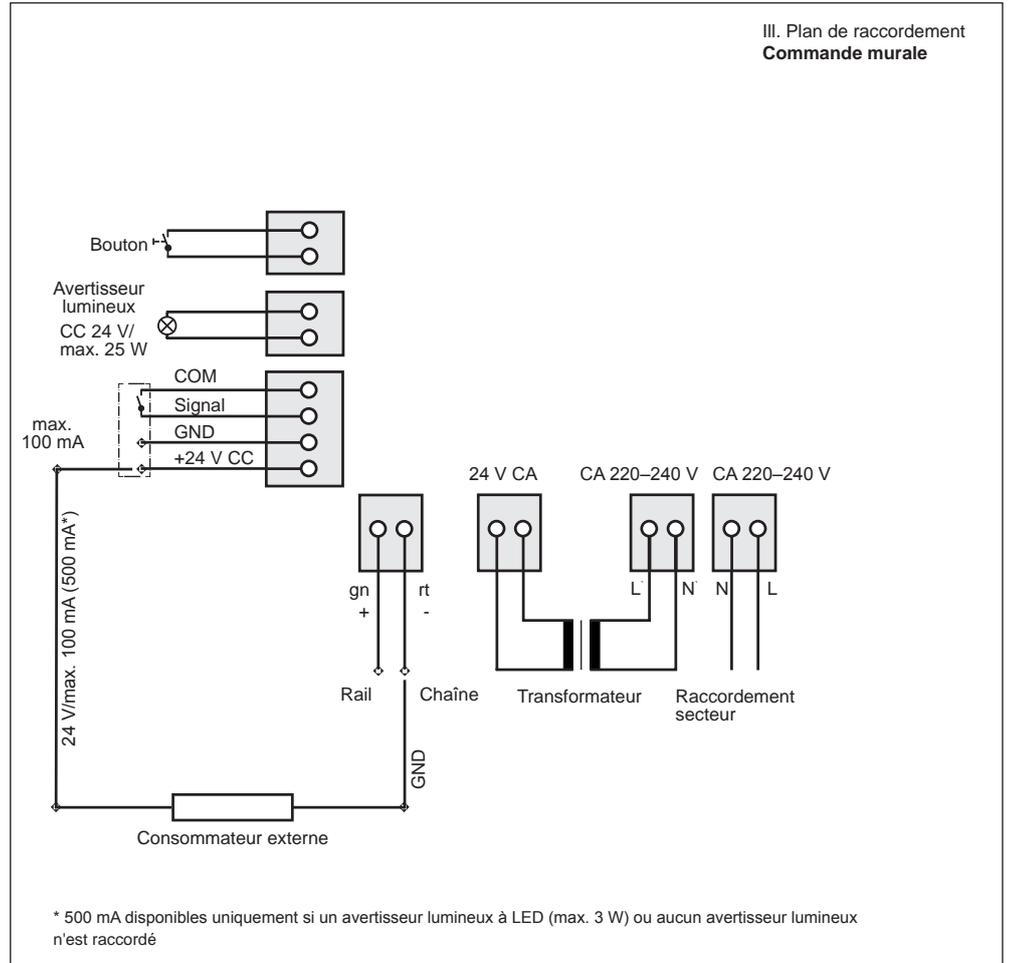 III. Plan de raccordement
Commande murale
Bouton
Avertisseur
lumineux
CC 24 V/
max. 25 W
COM
Signal
GND
+24 V CC
max.
100 mA
24 V/max. 100 mA (500 mA*)
24 V CA
CA 220–240 V
CA 220–240 V
gn
+
rt
-
L`
N`
N
L
Rail
Chaîne
Transformateur
Raccordement
secteur
GND
Consommateur externe
* 500 mA disponibles uniquement si un avertisseur lumineux à LED (max. 3 W) ou aucun avertisseur lumineux
n'est raccordé